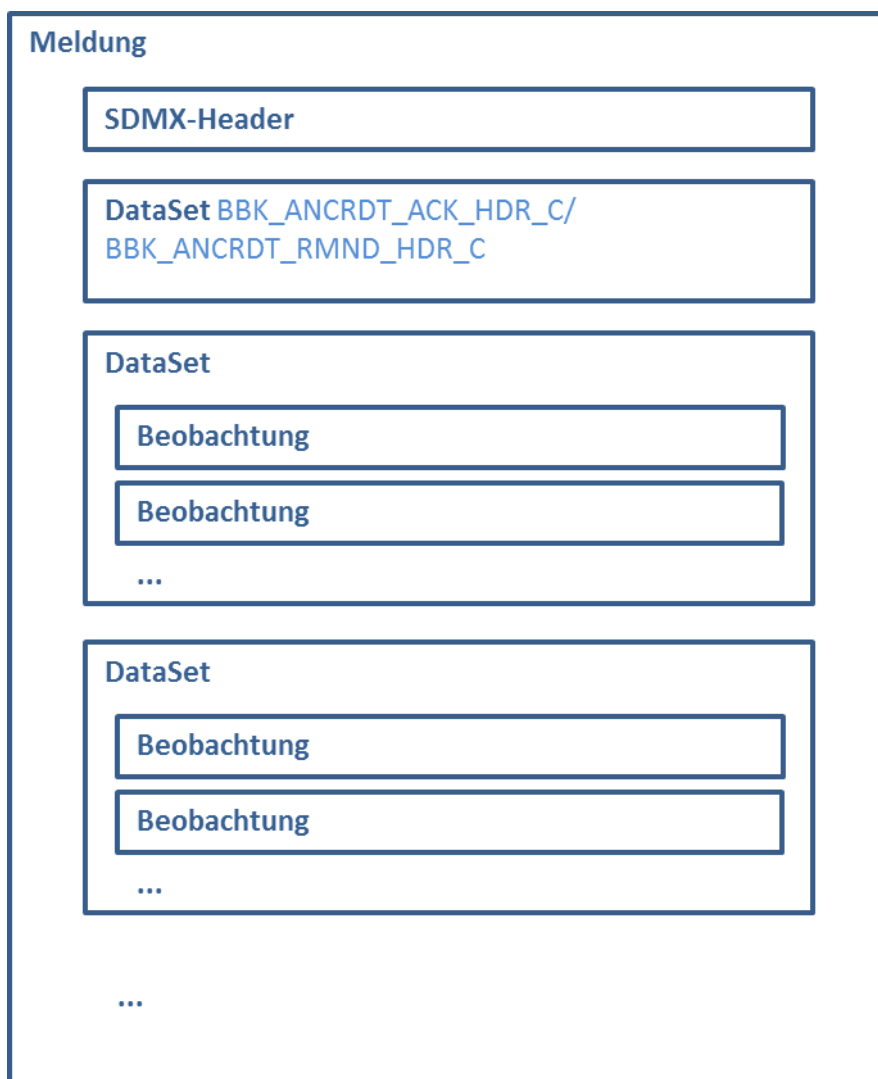 Meldung
SDMX-Header
DataSet BBK_ANCRDT_ACK_HDR_C/
BBK_ANCRDT_RMND_HDR_C
DataSet
Beobachtung
Beobachtung
...
DataSet
Beobachtung
Beobachtung
...
...